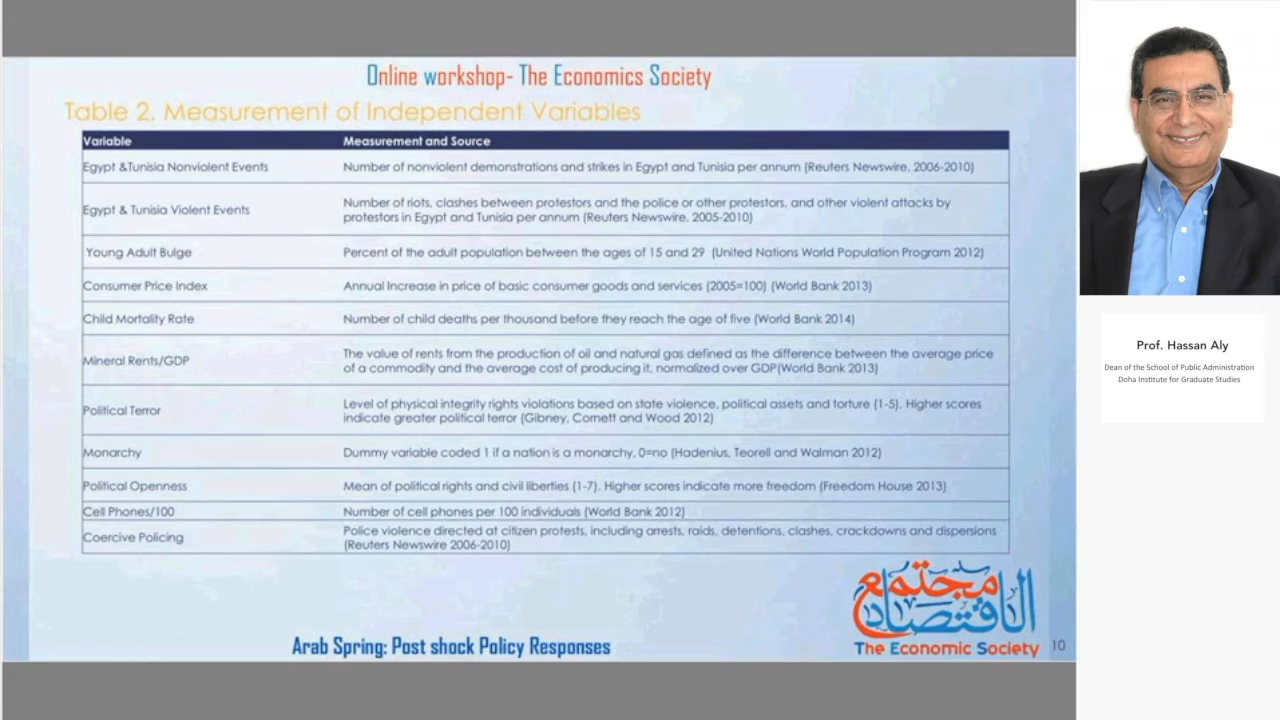 Online workshop- The Economics Society
Table 2. Measurement of Independent Variables
Variable Measurement and Source
Egypt &Tunisia Nonviolent Events Number of nonviolent demonstrations and strikes in Egypt and Tunisia per annum (Reuters Newswire, 2006-2010)
Egypt & Tunisia Violent Events Number of riots, clashes between protestors and the police or other protestors, and other violent attacks by
protestors in Egypt and Tunisia per annum (Reuters Newswire, 2005-2010)
Young Adult Bulge Percent of the adult population between the ages of 15 and 29 (United Nations World Population Program 2012)
Consumer Price Index Annual Increase in price of basic consumer goods and services (2005=100) (World Bank 2013)
Child Mortality Rate Number of child deaths per thousand before they reach the age of five (World Bank 2014)
Mineral Rents/GDP The value of rents from the production of oil and natural gas defined as the difference between the average price
of a commodity and the average cost of producing it, normalized over GDP(World Bank 2013)
Political Terror Level of physical integrity rights violations based on state violence, political assets and torture (1-5). Higher scores
indicate greater political terror (Gibney, Cornett and Wood 2012)
Monarchy Dummy variable coded 1 if a nation is a monarchy, 0=no (Hadenius, Teorell and Walman 2012)
Political Openness Mean of political rights and civil liberties (1-7). Higher scores indicate more freedom (Freedom House 2013)
Cell Phones/100 Number of cell phones per 100 individuals (World Bank 2012)
Coercive Policing Police violence directed at citizen protests, including arrests, raids, detentions, clashes, crackdowns and dispersions
(Reuters Newswire 2006-2010)
مجتمع
الاقتصاد
The Economic Society
Arab Spring: Post shock Policy Responses
10
Prof. Hassan Aly
Dean of the School of Public Administration
Doha Institute for Graduate Studies